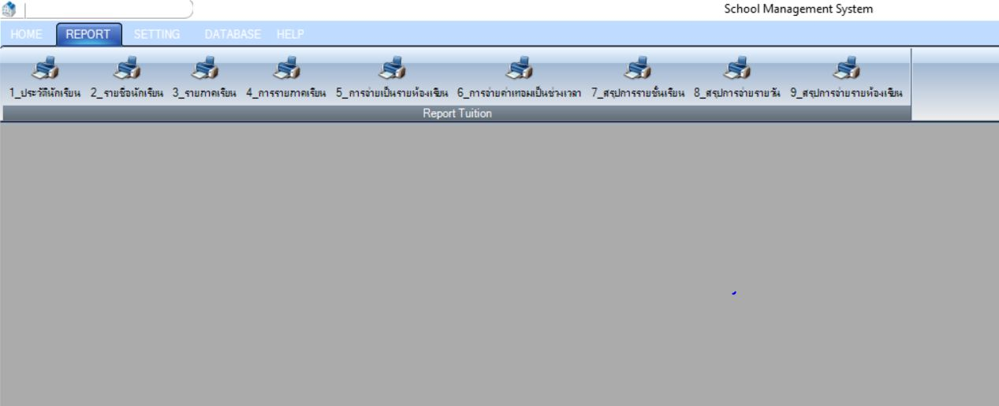 School Management System
HOME REPORT SETTING DATABASE HELP
1_ประวัตินักเรียน 2_รายชื่อนักเรียน 3_รายภาคเรียน 4_การรายภาคเรียน 5_การจ่ายเป็นรายห้องเรียน 6_การจ่ายค่าเทอมเป็นช่วงเวลา 7_สรุปการรายชั้นเรียน 8_สรุปการจ่ายรายวัน 9_สรุปการจ่ายรายห้องเรียน
Report Tuition